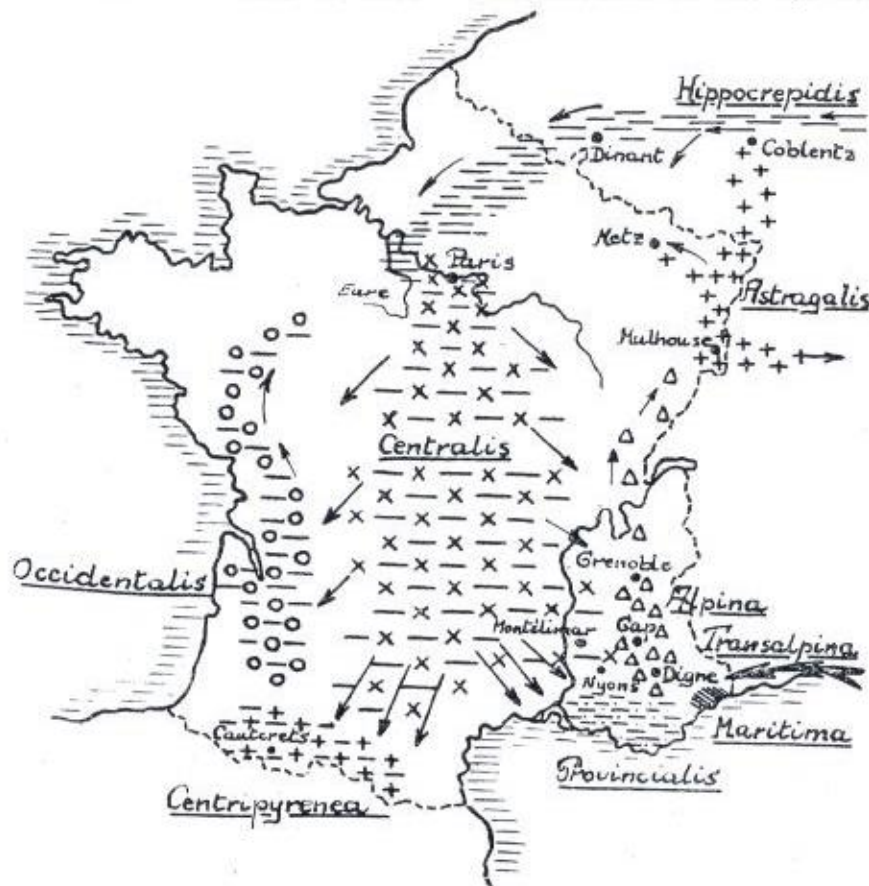 Hippocrepidis
Dinant
Coblentz
Metz
Paris
Eure
Astragalis
Mulhouse
Centralis
Occidentalis
Grenoble
Alpina
Montélimar
Gap
Transalpina
Nyons
Digne
Maritima
Cauterets
Provincialis
Centripyrenea